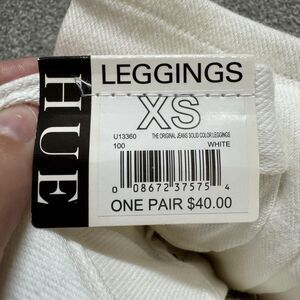 HUE
LEGGINGS
XS
U13360 THE ORIGINAL JEANS SOLID COLOR LEGGINGS
100 WHITE
0 08672 37575 4
ONE PAIR $40.00